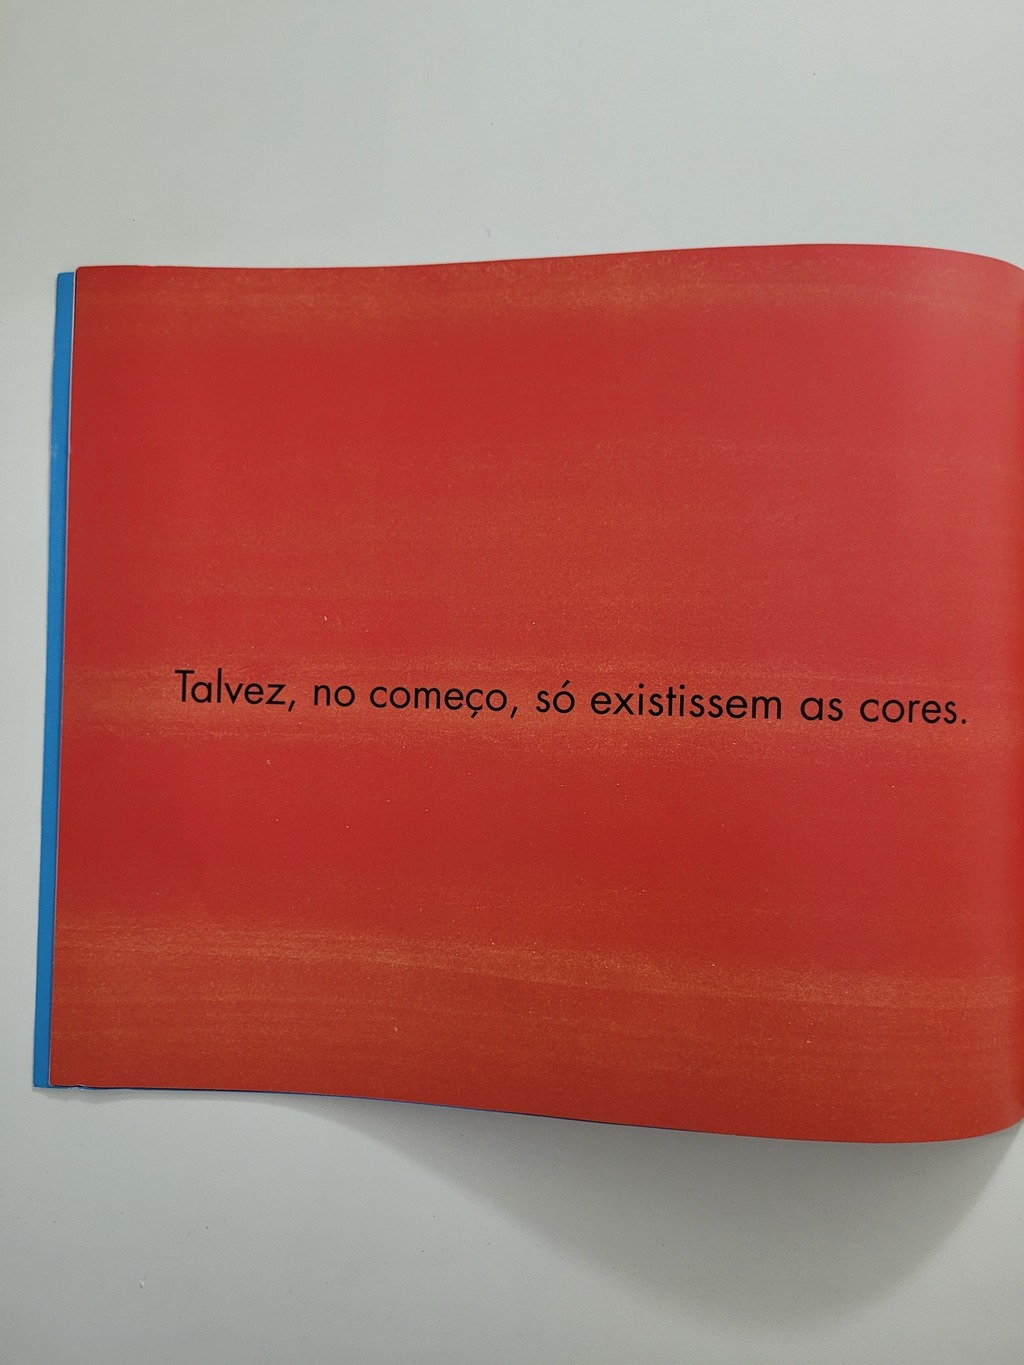 Talvez, no começo, só existissem as cores.